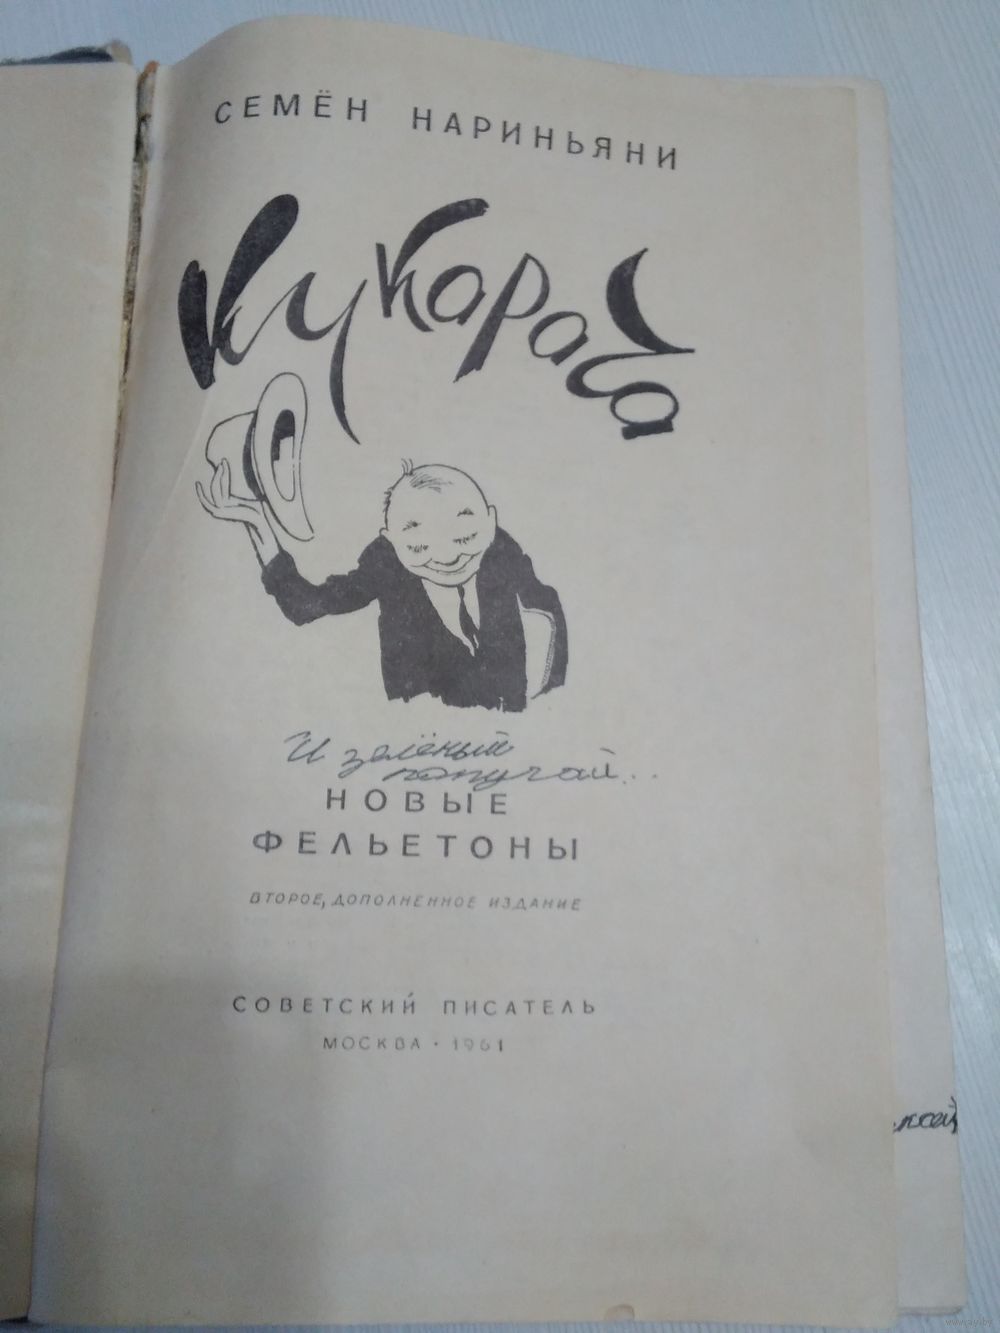 СЕМЁН НАРИНЬЯНИ
Кукарача
И зелёный
попугай...
НОВЫЕ
ФЕЛЬЕТОНЫ
ВТОРОЕ, ДОПОЛНЕННОЕ ИЗДАНИЕ
СОВЕТСКИЙ ПИСАТЕЛЬ
МОСКВА • 1961